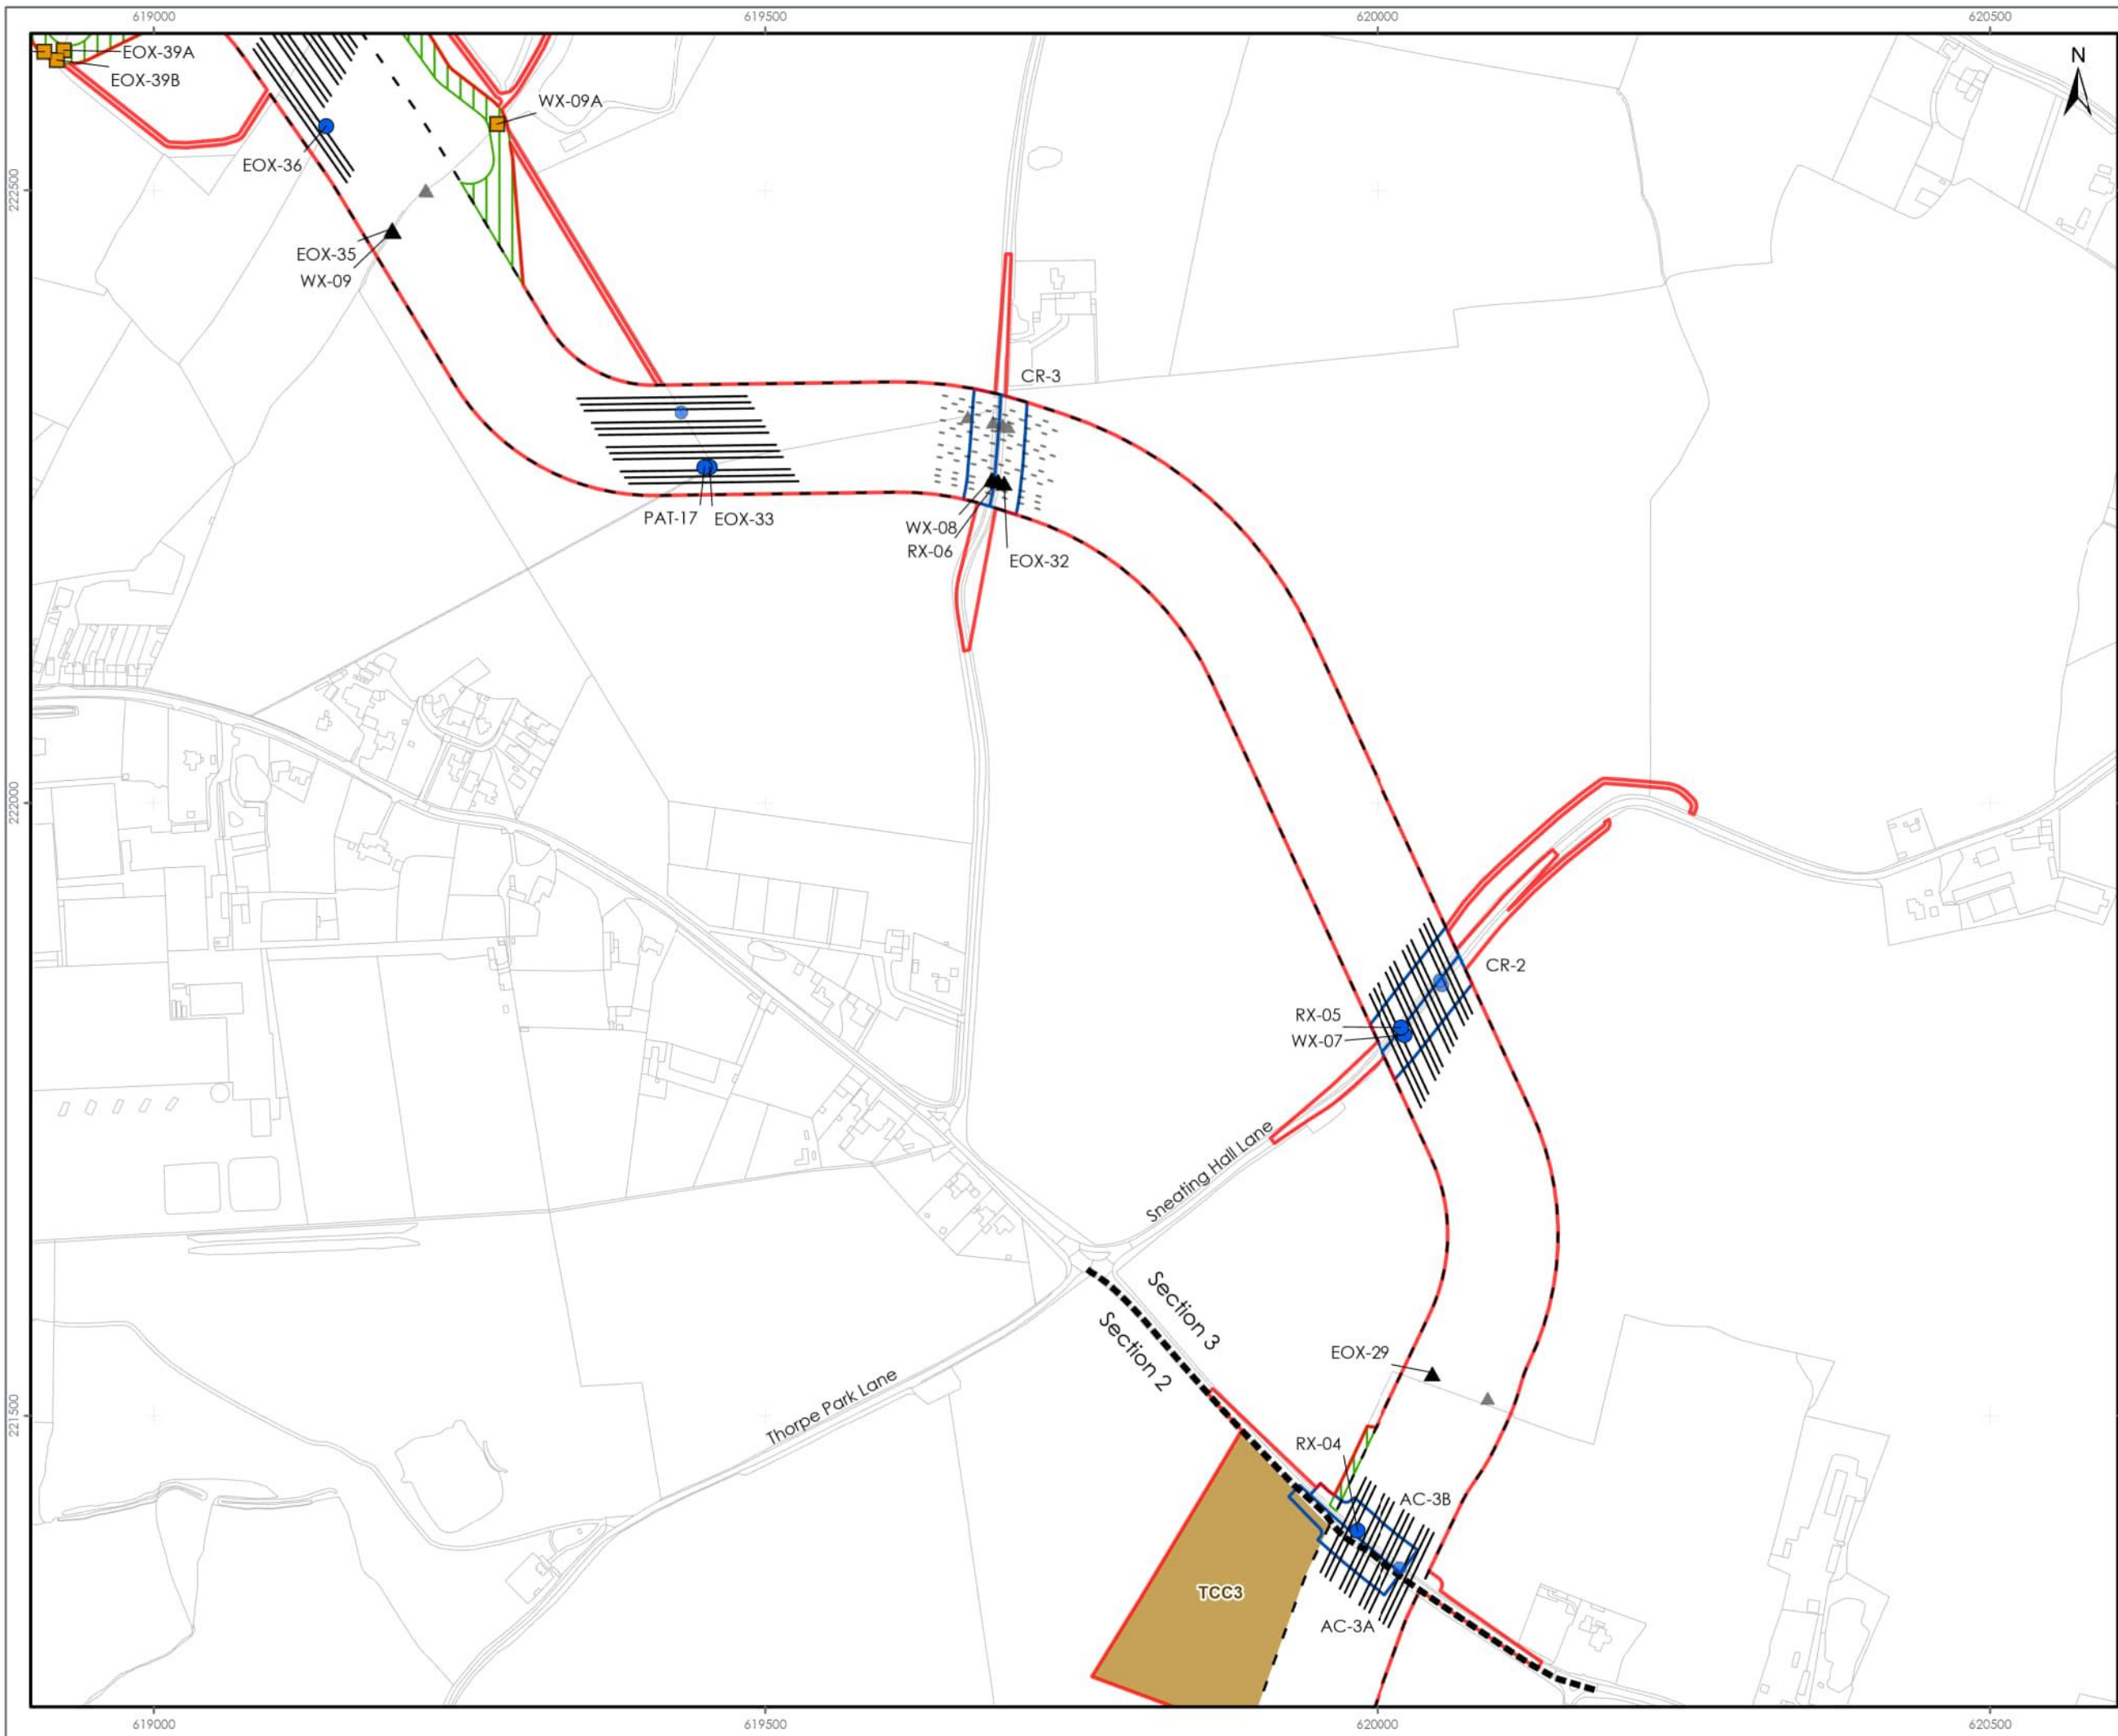 619000
619500
620000
620500
N
EOX-39A
EOX-39B
WX-09A
EOX-36
222500
EOX-35
WX-09
CR-3
PAT-17
EOX-33
WX-08
RX-06
EOX-32
222000
CR-2
RX-05
WX-07
Sneating Hall Lane
Section 3
Section 2
EOX-29
Thorpe Park Lane
221500
RX-04
AC-3B
TCC3
AC-3A
619000
619500
620000
620500